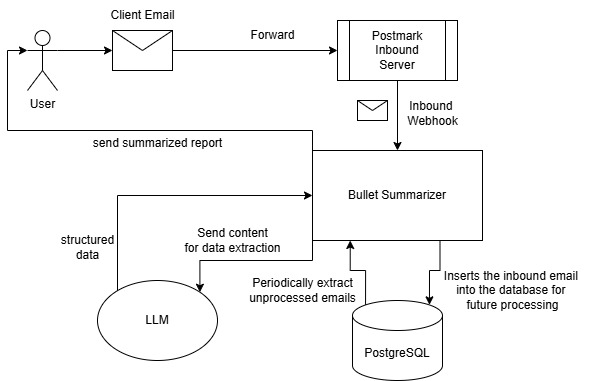 Client Email
Forward
Postmark
Inbound
Server
User
Inbound
Webhook
send summarized report
Bullet Summarizer
structured
data
Send content
for data extraction
Periodically extract
unprocessed emails
Inserts the inbound email
into the database for
future processing
LLM
PostgreSQL